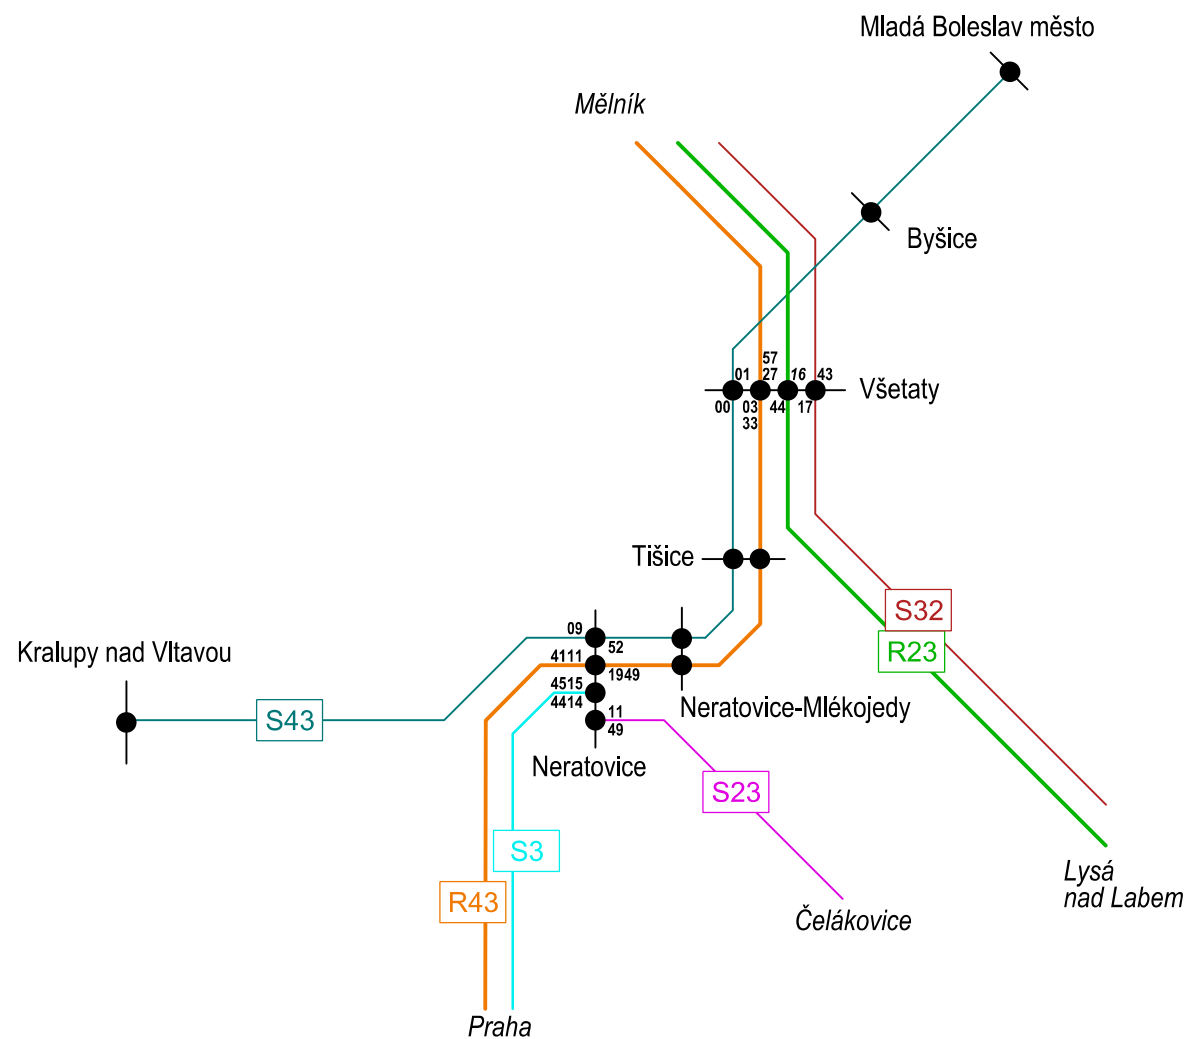 Mladá Boleslav město
Mělník
Byšice
57
01 27 16 43
Všetaty
00 03 44 17
33
Tišice
S32
09
52
R23
Kralupy nad Vltavou
4111
1949
4515
4414
Neratovice-Mlékojedy
S43
11
49
Neratovice
S23
S3
Lysá
nad Labem
R43
Čelákovice
Praha